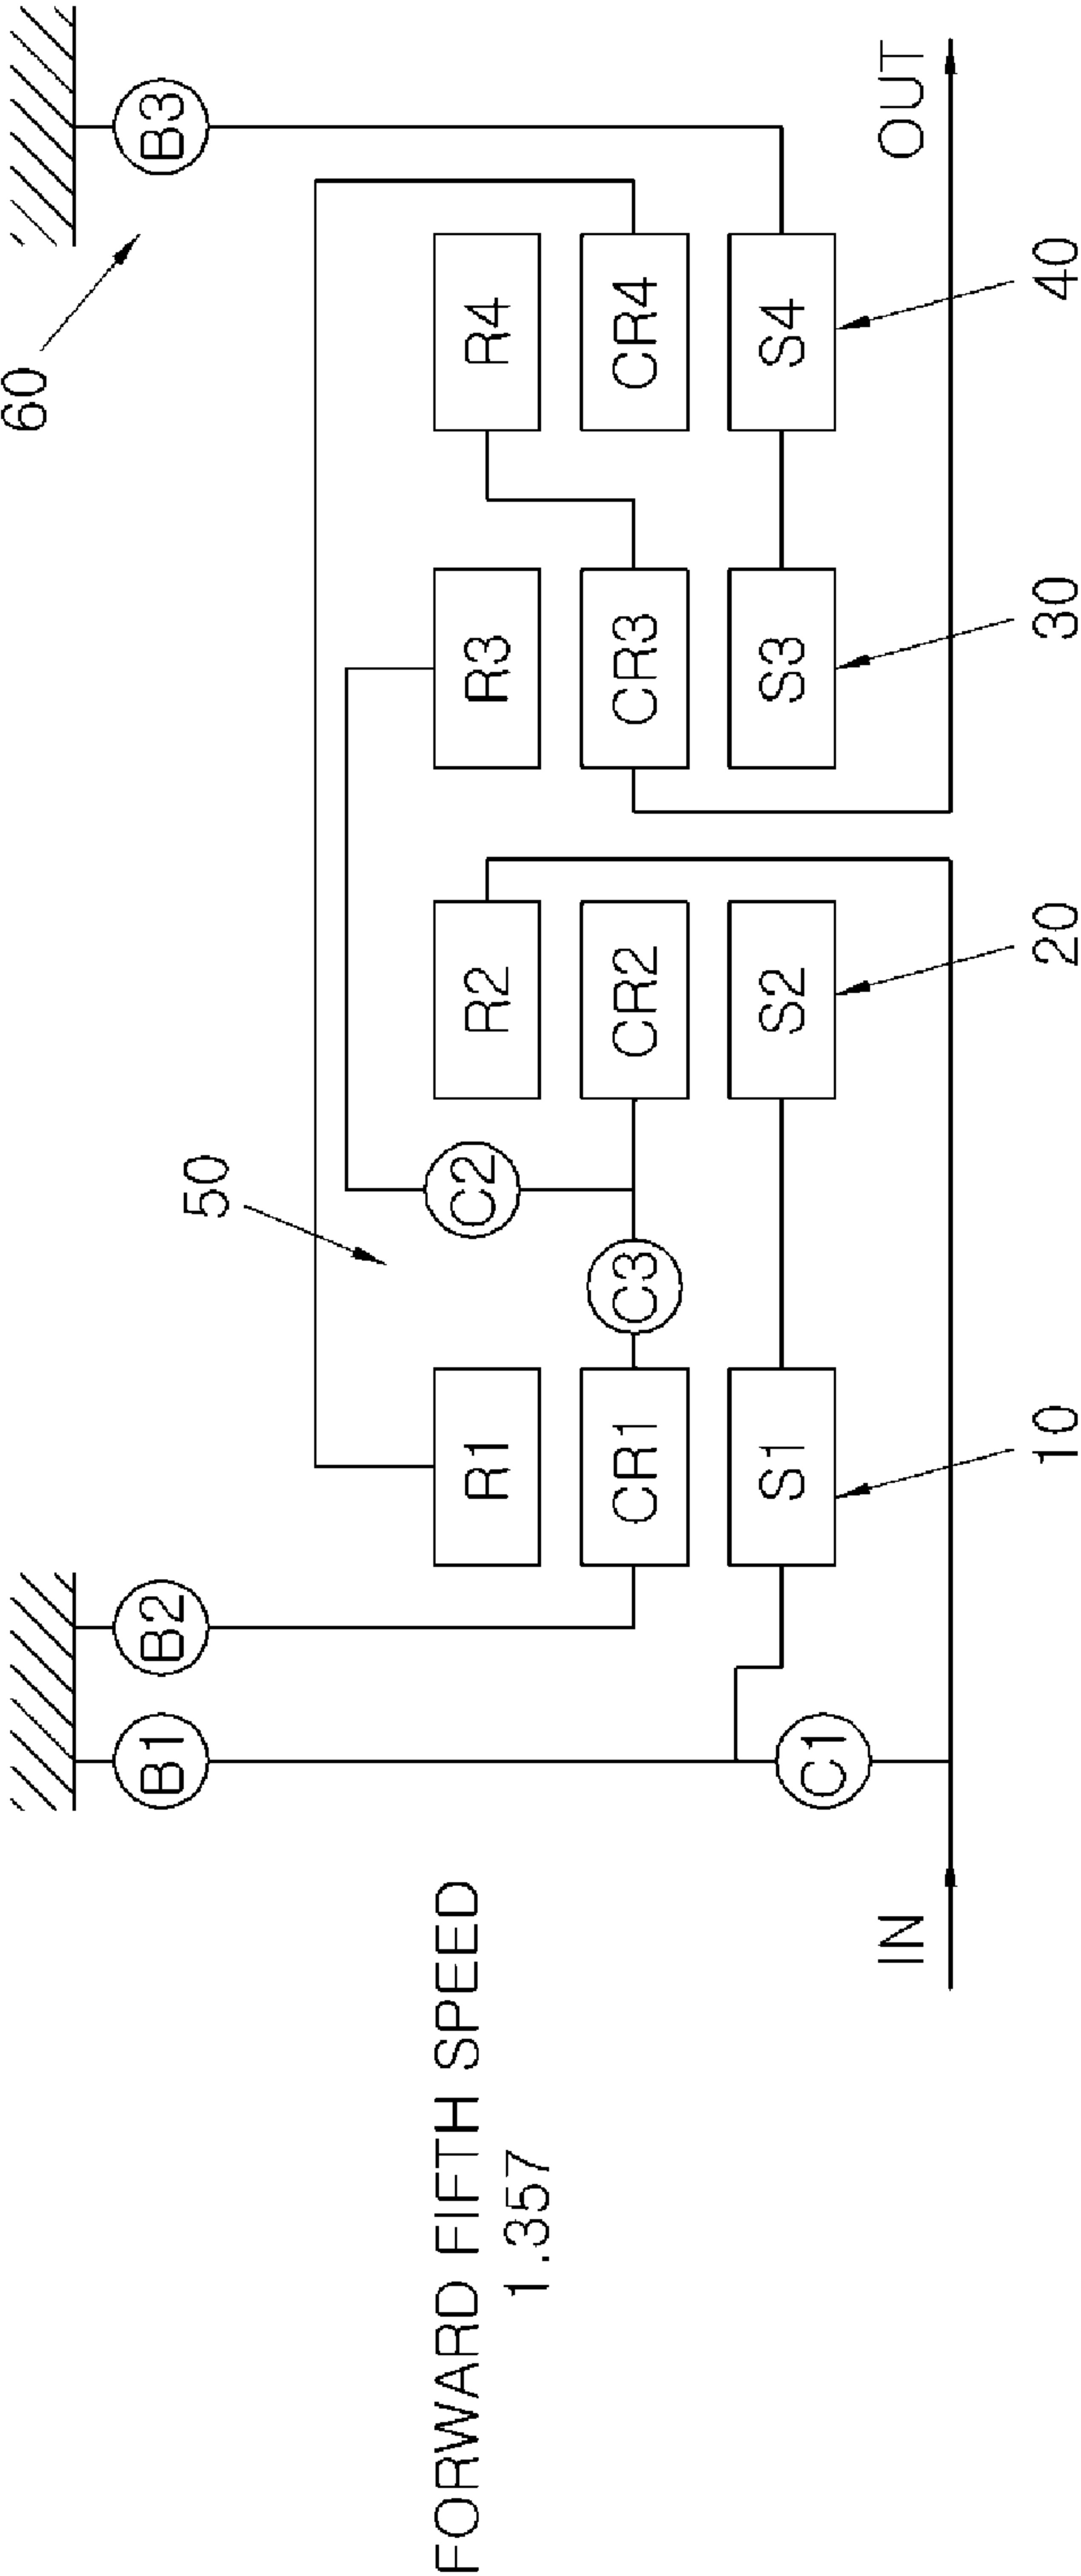 FORWARD FIFTH SPEED
1.357
60
B1
B2
B3
50
R1
C2
R2
R3
R4
CR1
C3
CR2
CR3
CR4
C1
S1
S2
S3
S4
IN
OUT
10
20
30
40